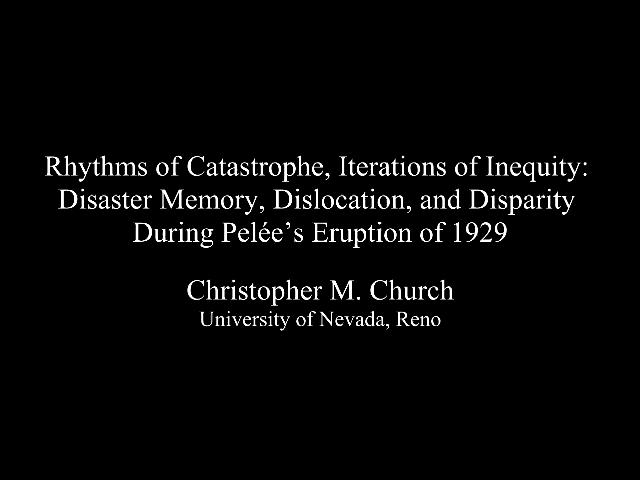 Rhythms of Catastrophe, Iterations of Inequity:
Disaster Memory, Dislocation, and Disparity
During Pelée’s Eruption of 1929
Christopher M. Church
University of Nevada, Reno